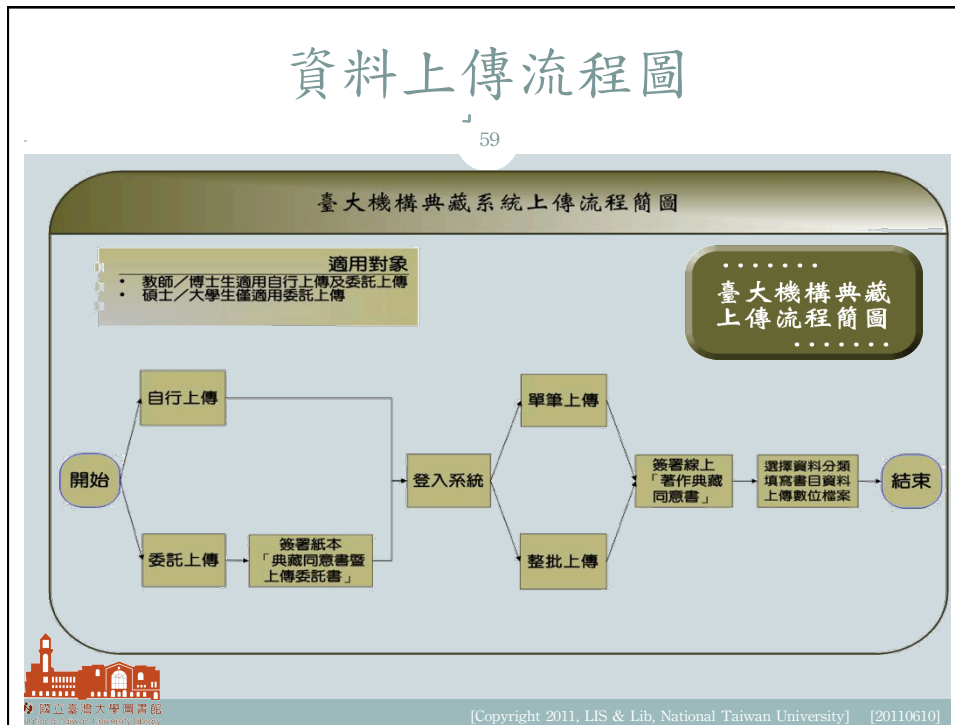 資料上傳流程圖
59
臺大機構典藏系統上傳流程簡圖
適用對象
• 教師／博士生適用自行上傳及委託上傳
• 碩士／大學生僅適用委託上傳
臺大機構典藏
上傳流程簡圖
開始
自行上傳
委託上傳
簽署紙本
「典藏同意書暨
上傳委託書」
登入系統
單筆上傳
整批上傳
簽署線上
「著作典藏
同意書」
選擇資料分類
填寫書目資料
上傳數位檔案
結束
國立臺灣大學圖書館
National Taiwan University Library
[Copyright 2011, LIS & Lib, National Taiwan University]
[20110610]